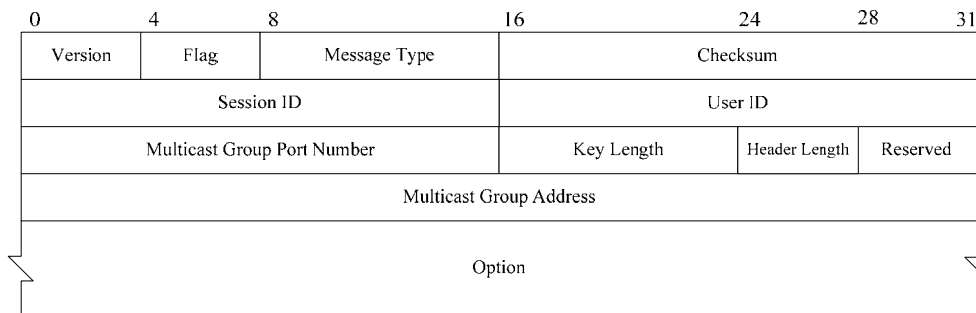 0 4 8 16 24 28 31
Version Flag Message Type Checksum
Session ID User ID
Multicast Group Port Number Key Length Header Length Reserved
Multicast Group Address
Option